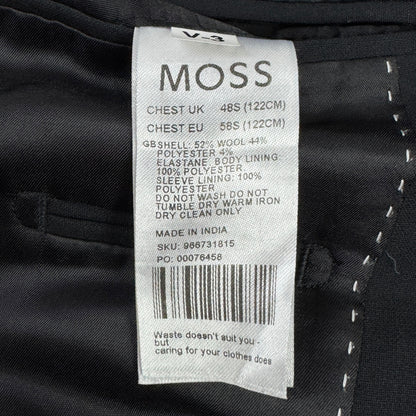 V-3
MOSS
CHEST UK 48S (122CM)
CHEST EU 58S (122CM)
GB SHELL: 52% WOOL 44%
POLYESTER 4%
ELASTANE. BODY LINING:
100% POLYESTER
SLEEVE LINING: 100%
POLYESTER
DO NOT WASH DO NOT
TUMBLE DRY WARM IRON
DRY CLEAN ONLY
MADE IN INDIA
SKU: 966731815
PO: 00076458
Waste doesn't suit you -
but
caring for your clothes does